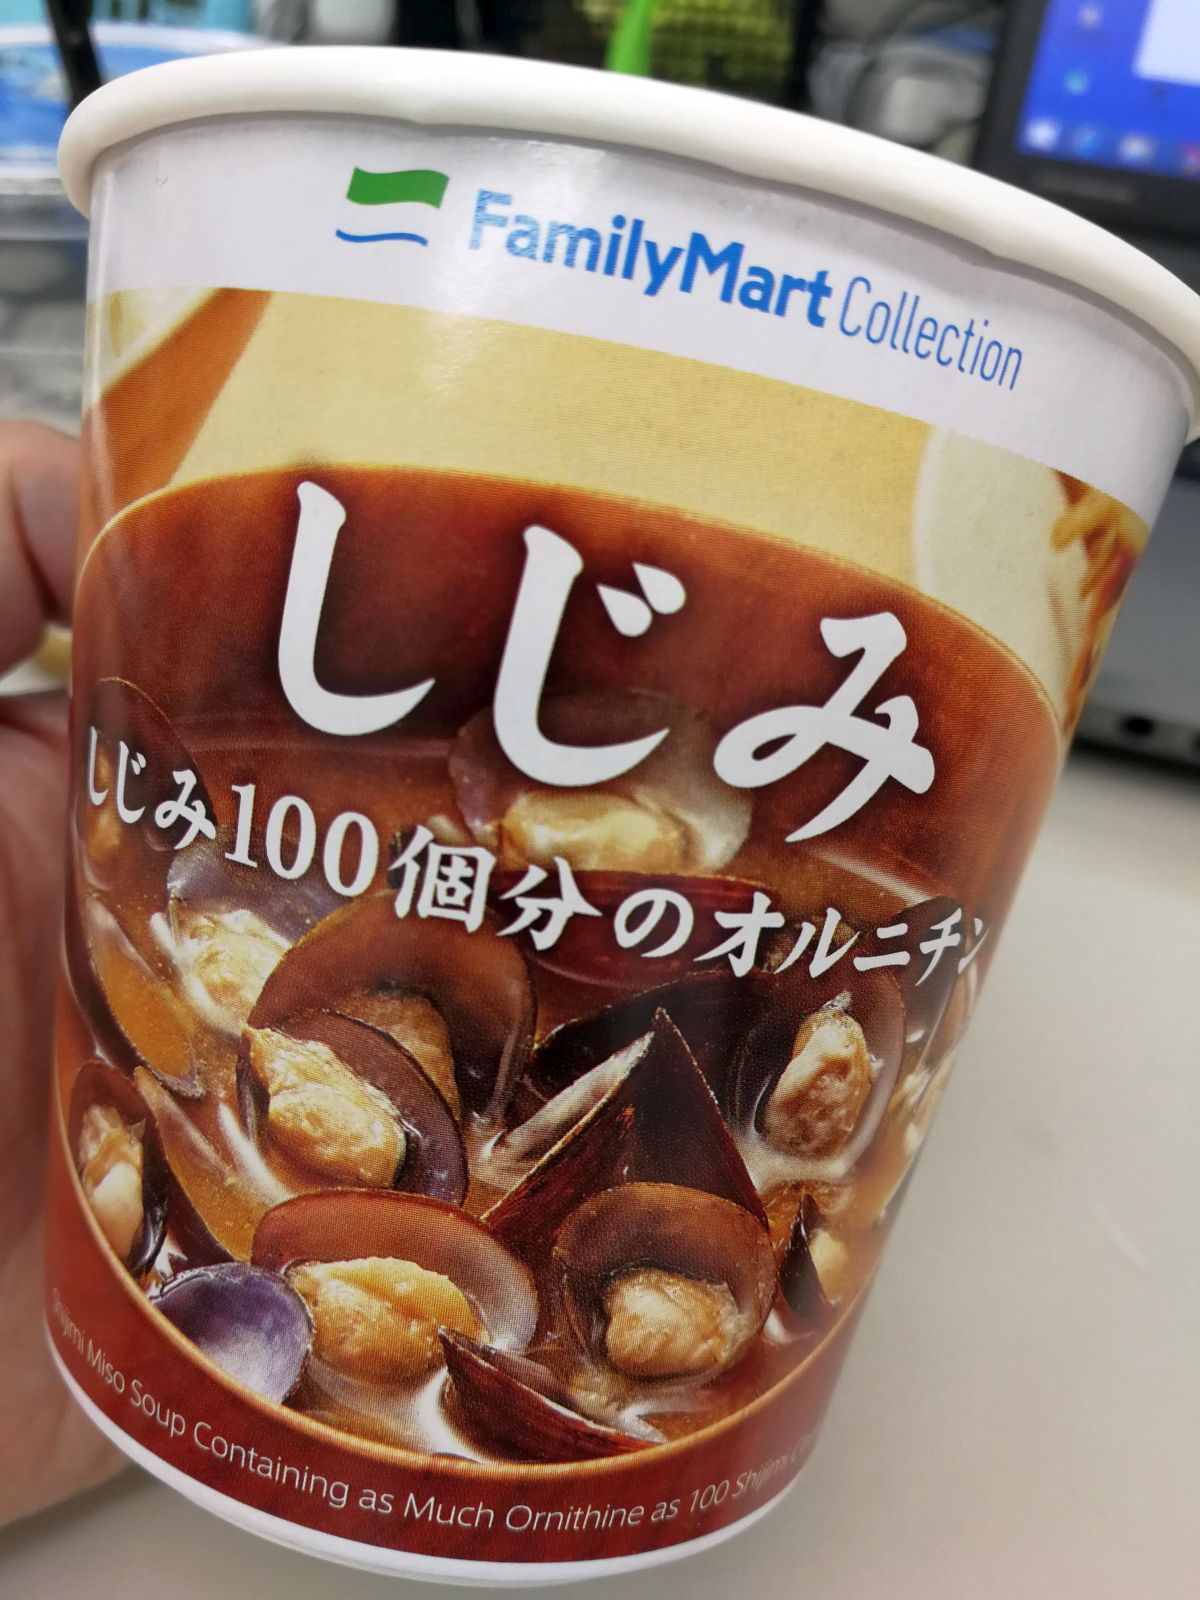 FamilyMart Collection
しじみ
しじみ100個分のオルニチン
Shijimi Miso Soup Containing as Much Ornithine as 100 Shijimi